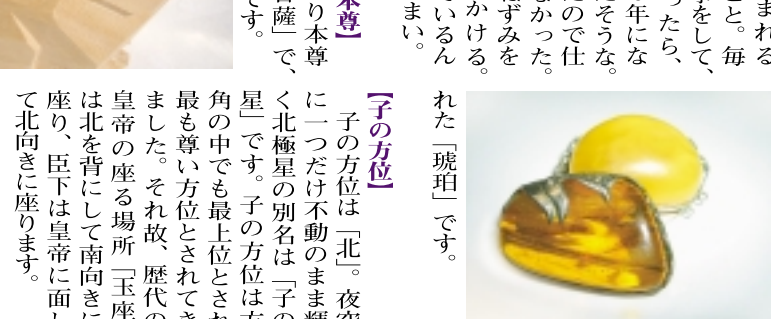 まれる
と。毎
をして、
ったら、
年にな
たそうな。
たので仕
なかった。
ねずみを
かける。
ているん
まい。
れた「琥珀」です。
本尊】
り本尊
菩薩」で、
です。
【子の方位】
子の方位は「北」。夜空
に一つだけ不動のまま輝
く北極星の別名は「子の
星」です。子の方位は方
角の中でも最上位とされ
最も尊い方位とされてき
ました。それ故、歴代の
皇帝の座る場所「玉座
は北を背にして南向きに
座り、臣下は皇帝に面し
て北向きに座ります。